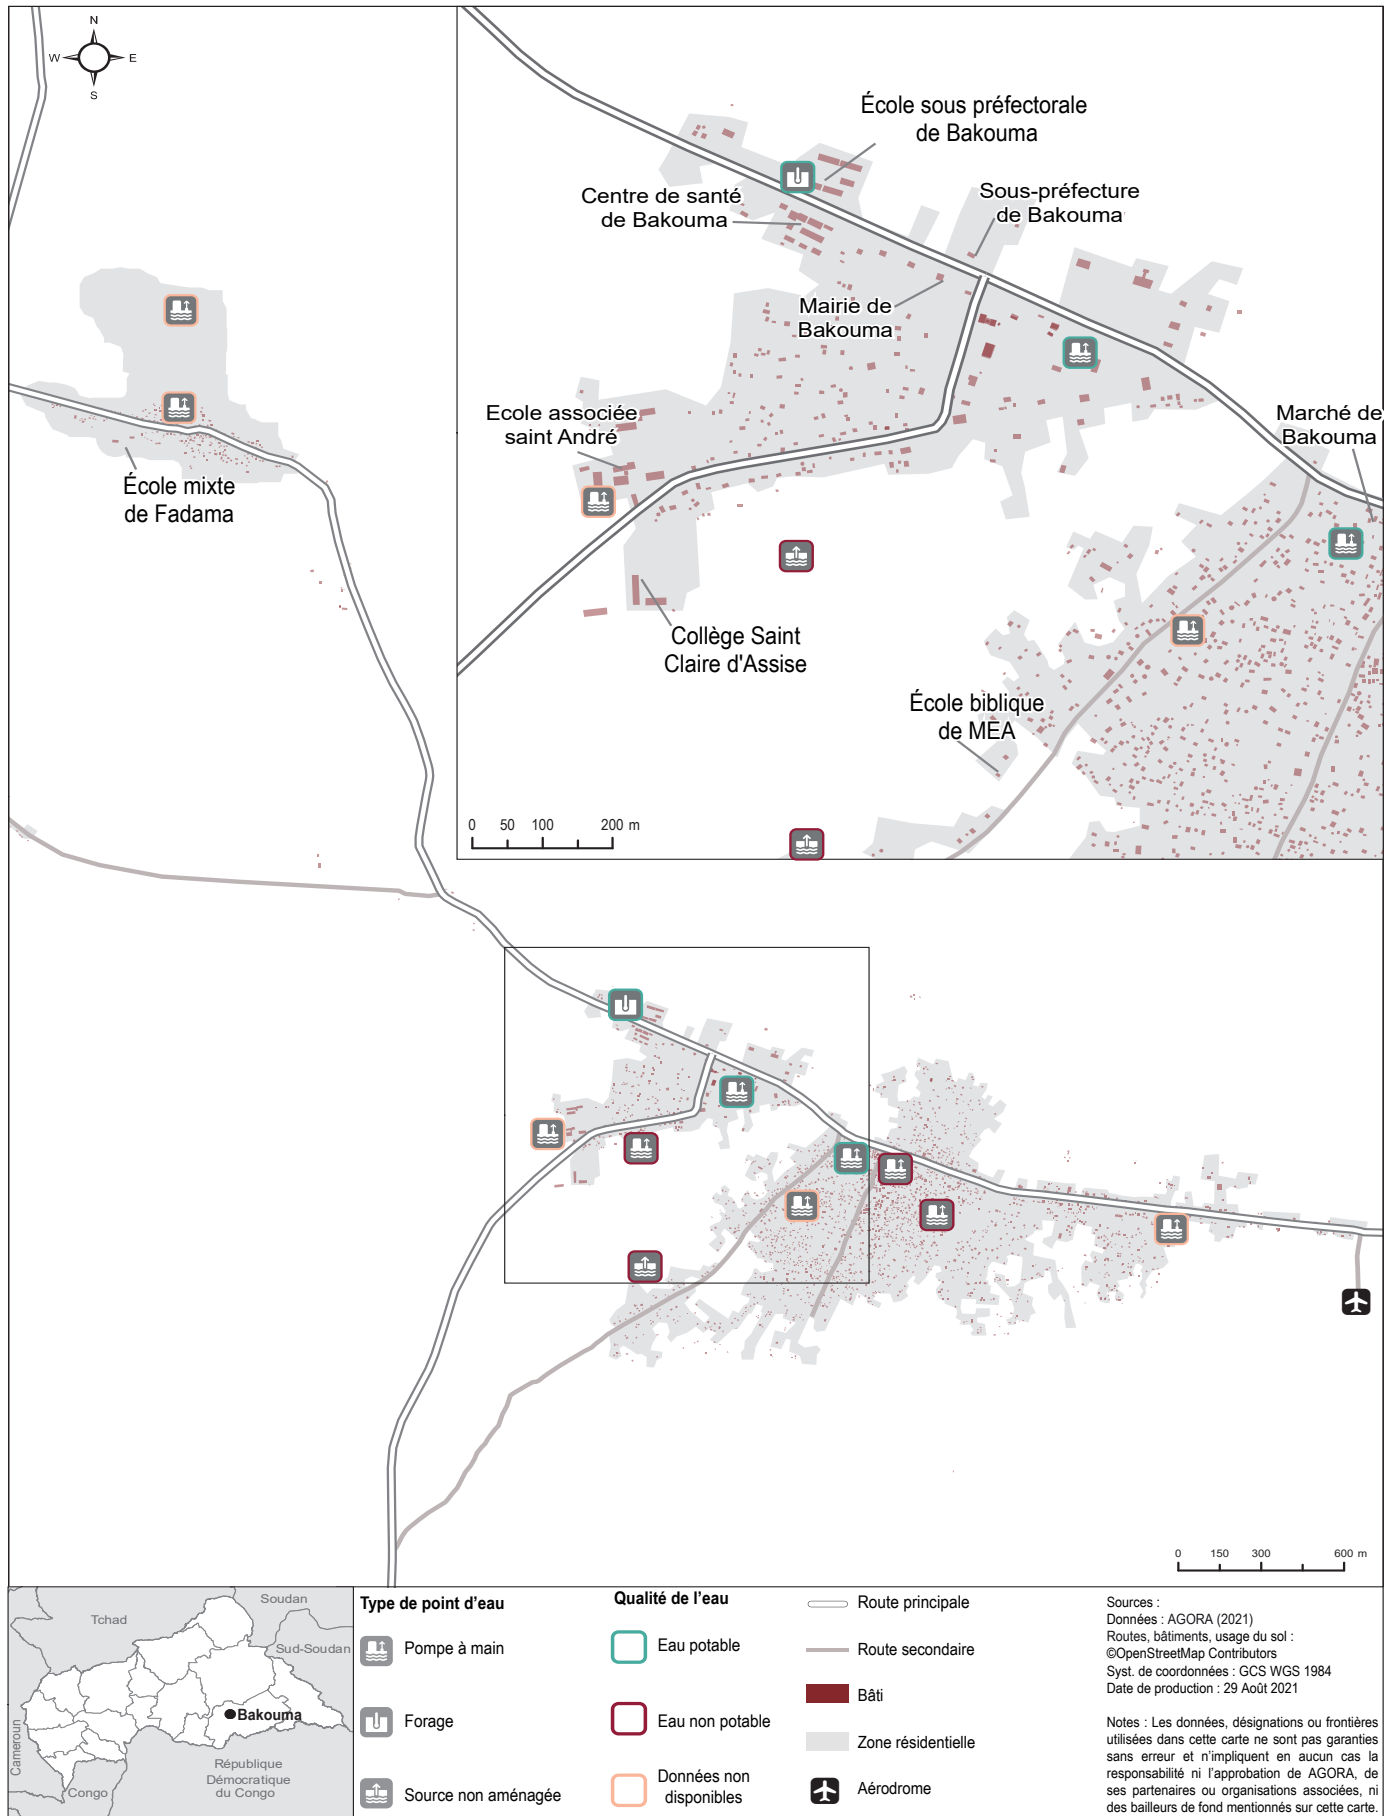 N
W
E
S
École sous préfectorale
de Bakouma
Centre de santé
de Bakouma
Sous-préfecture
de Bakouma
Mairie de
Bakouma
Ecole associée
saint André
Marché de
Bakouma
École mixte
de Fadama
Collège Saint
Claire d'Assise
École biblique
de MEA
0 50 100 200 m
0 150 300 600 m
Tchad
Soudan
Sud-Soudan
Bakouma
Cameroun
République
Démocratique
du Congo
Congo
Type de point d'eau
Pompe à main
Forage
Source non aménagée
Qualité de l'eau
Eau potable
Eau non potable
Données non
disponibles
Route principale
Route secondaire
Bâti
Zone résidentielle
Aérodrome
Sources :
Données : AGORA (2021)
Routes, bâtiments, usage du sol :
©OpenStreetMap Contributors
Syst. de coordonnées : GCS WGS 1984
Date de production : 29 Août 2021
Notes : Les données, désignations ou frontières
utilisées dans cette carte ne sont pas garanties
sans erreur et n'impliquent en aucun cas la
responsabilité ni l'approbation de AGORA, de
ses partenaires ou organisations associées, ni
des bailleurs de fond mentionnés sur cette carte.